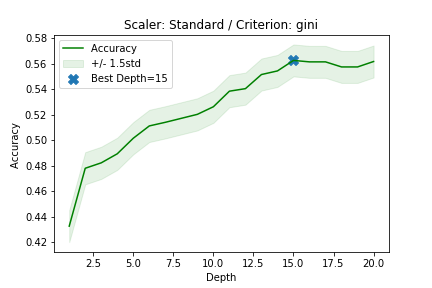 Scaler: Standard / Criterion: gini
Accuracy
+/- 1.5std
Best Depth=15
Accuracy
0.58
0.56
0.54
0.52
0.50
0.48
0.46
0.44
0.42
2.5 5.0 7.5 10.0 12.5 15.0 17.5 20.0
Depth